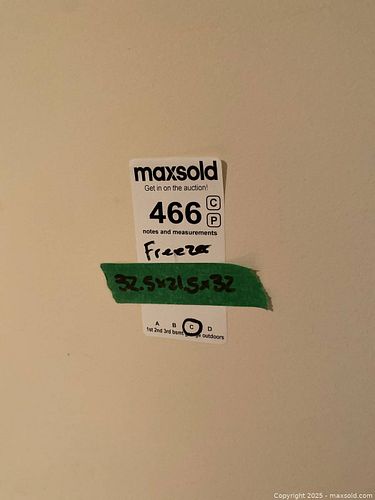 maxsold
Get in on the auction!
466 C
P
notes and measurements
Freezer
32.5x21.5x32
A B C D
1st 2nd 3rd bsmt outdoors
Copyright 2025 - maxsold.com